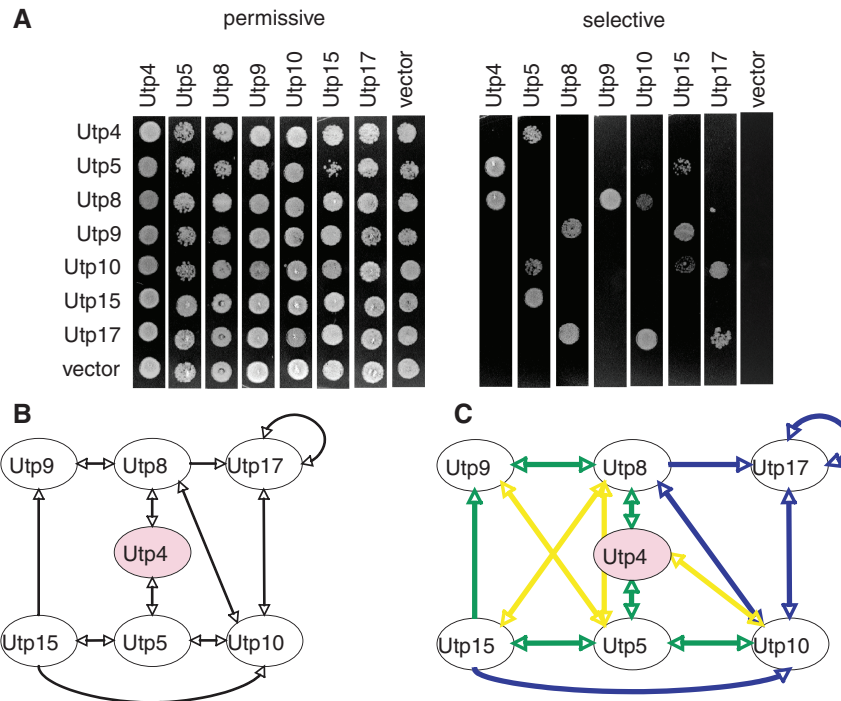 A
permissive
selective
Utp4 Utp5 Utp8 Utp9 Utp10 Utp15 Utp17 vector
Utp4 Utp5 Utp8 Utp9 Utp10 Utp15 Utp17 vector
Utp4
Utp5
Utp8
Utp9
Utp10
Utp15
Utp17
vector
B
Utp9 Utp8 Utp17
Utp4
Utp15 Utp5 Utp10
C
Utp9 Utp8 Utp17
Utp4
Utp15 Utp5 Utp10